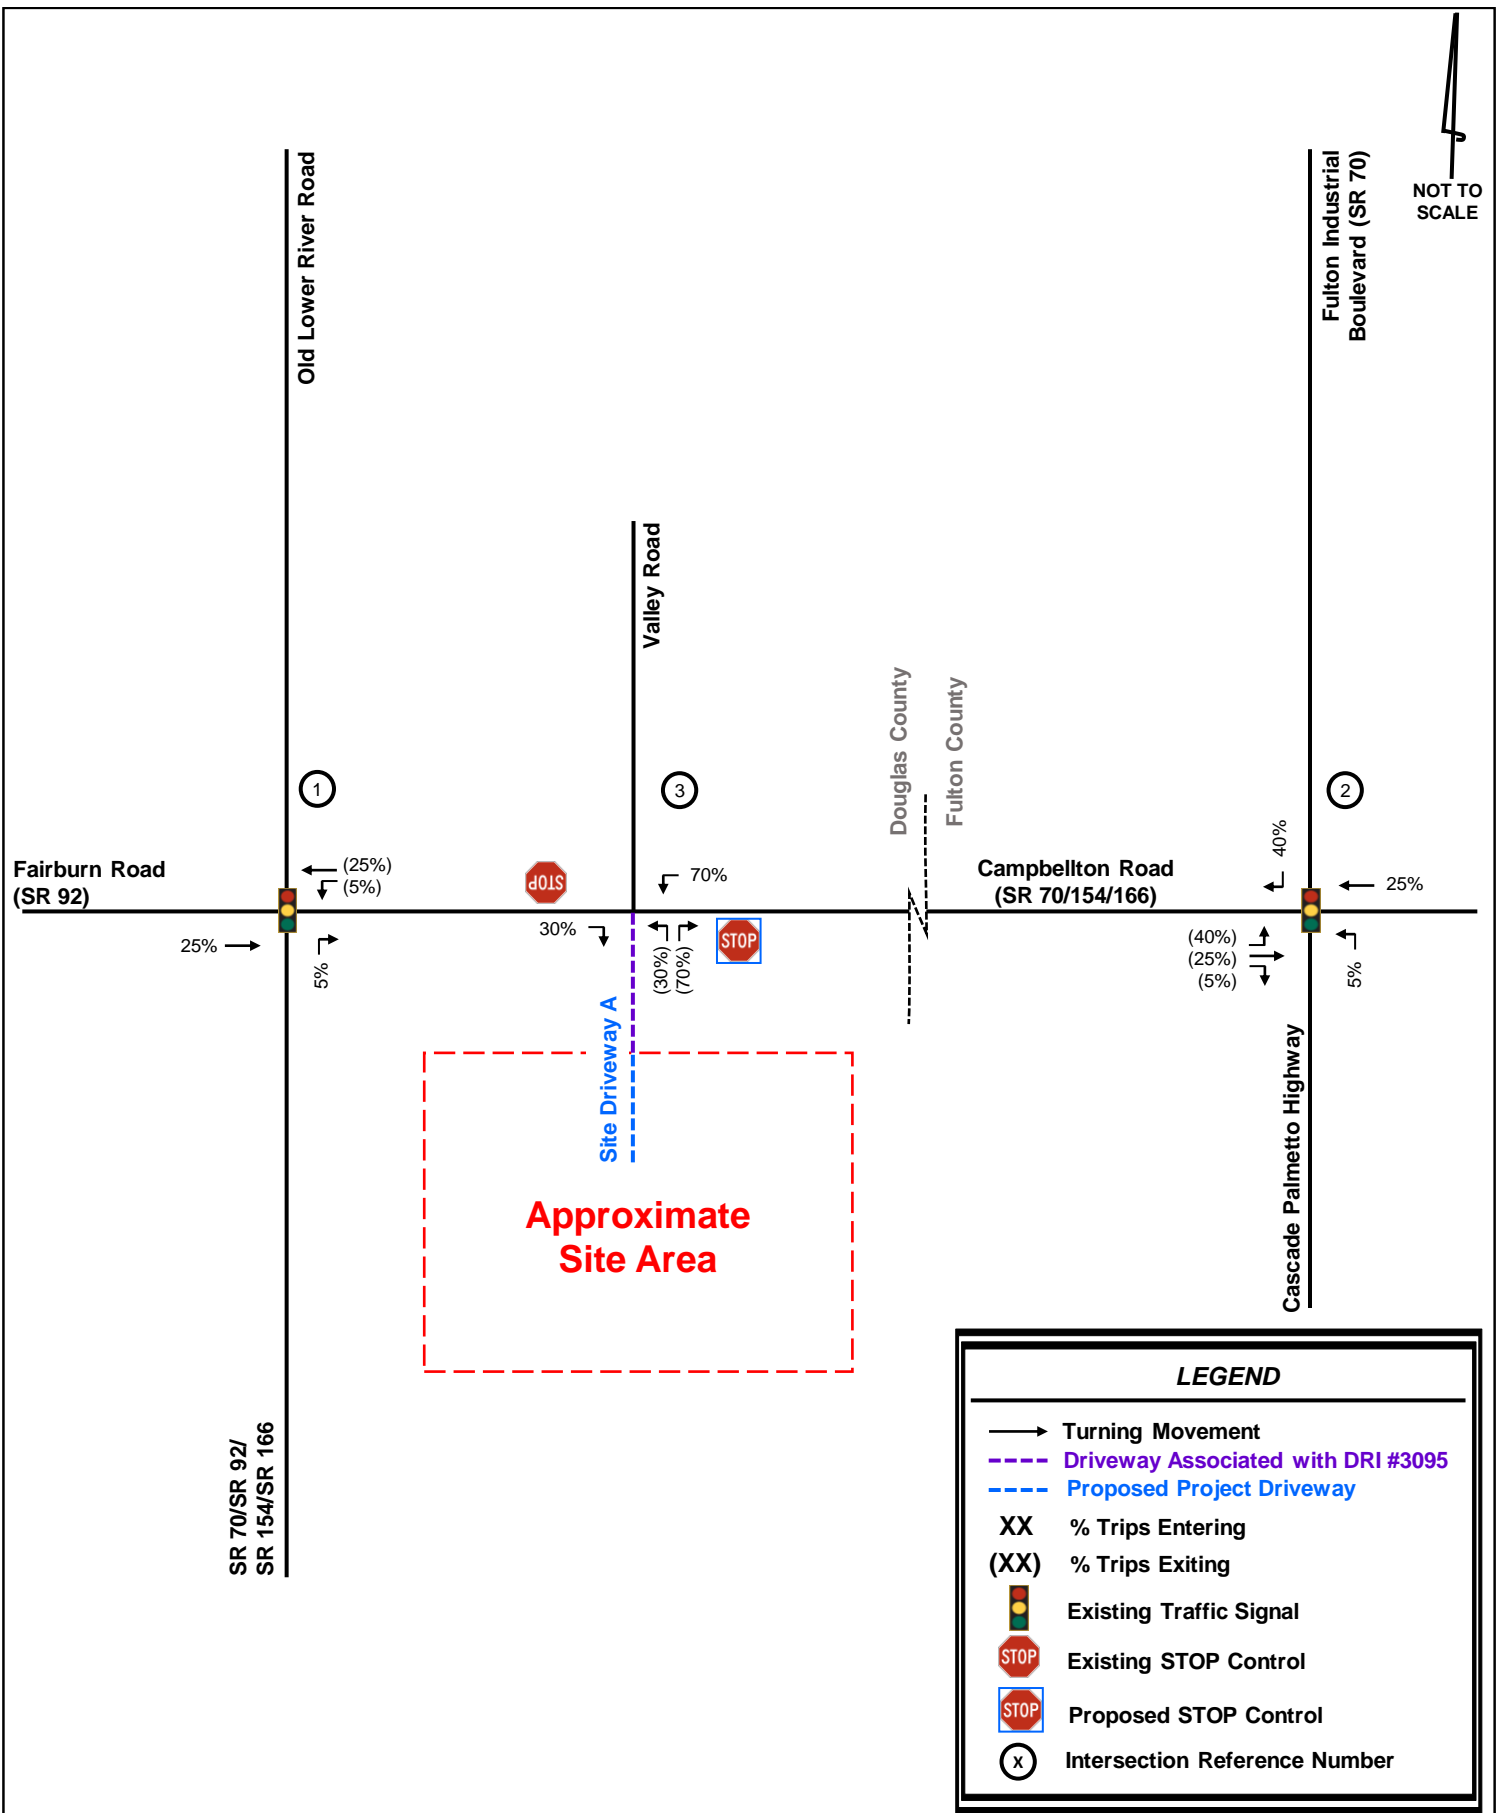 NOT TO
SCALE
Old Lower River Road
Fulton Industrial
Boulevard (SR 70)
Valley Road
Douglas County
Fulton County
1
3
2
Fairburn Road
(SR 92)
(25%)
(5%)
STOP
70%
Campbellton Road
(SR 70/154/166)
40%
25%
25%
5%
30%
(30%)
(70%)
STOP
(40%)
(25%)
(5%)
5%
Site Driveway A
Cascade Palmetto Highway
Approximate
Site Area
SR 70/SR 92/
SR 154/SR 166
LEGEND
Turning Movement
Driveway Associated with DRI #3095
Proposed Project Driveway
XX % Trips Entering
(XX) % Trips Exiting
Existing Traffic Signal
STOP Existing STOP Control
STOP Proposed STOP Control
X Intersection Reference Number